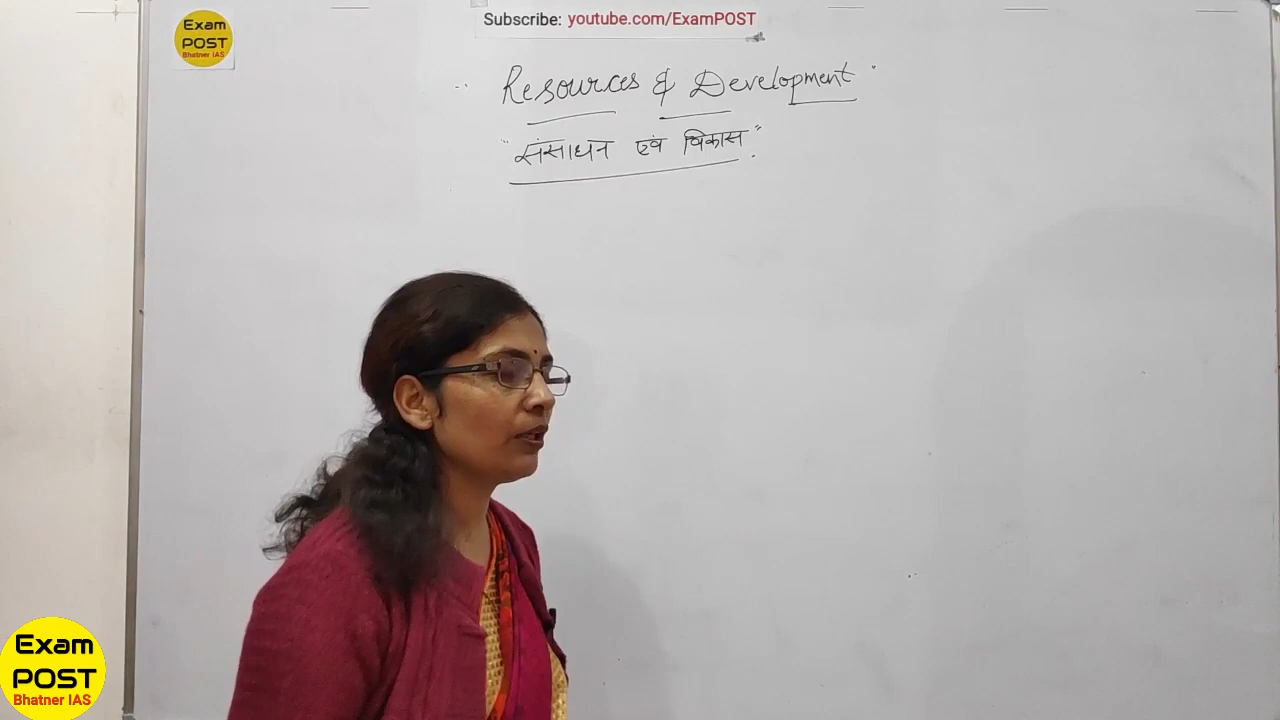 Exam
POST
Bhatner IAS
Subscribe: youtube.com/ExamPOST
Resources & Development"
"संसाधन एवं विकास"
Exam
POST
Bhatner IAS